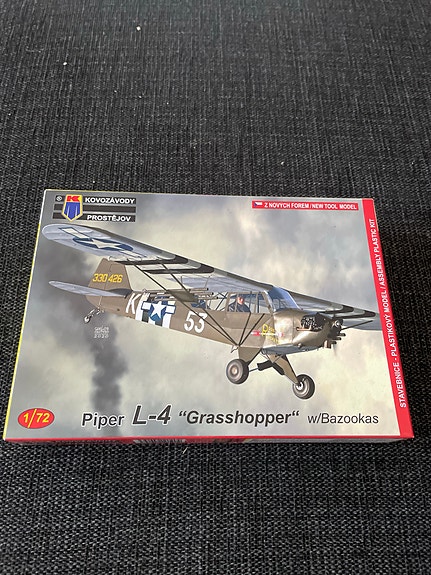 ® K KOVOZÁVODY
PROSTĚJOV
Z NOVÝCH FOREM / NEW TOOL MODEL
STAVEBNICE - PLASTIKOVÝ MODEL / ASSEMBLY PLASTIC KIT
330426
K
53
1/72
Piper L-4 "Grasshopper" w/Bazookas